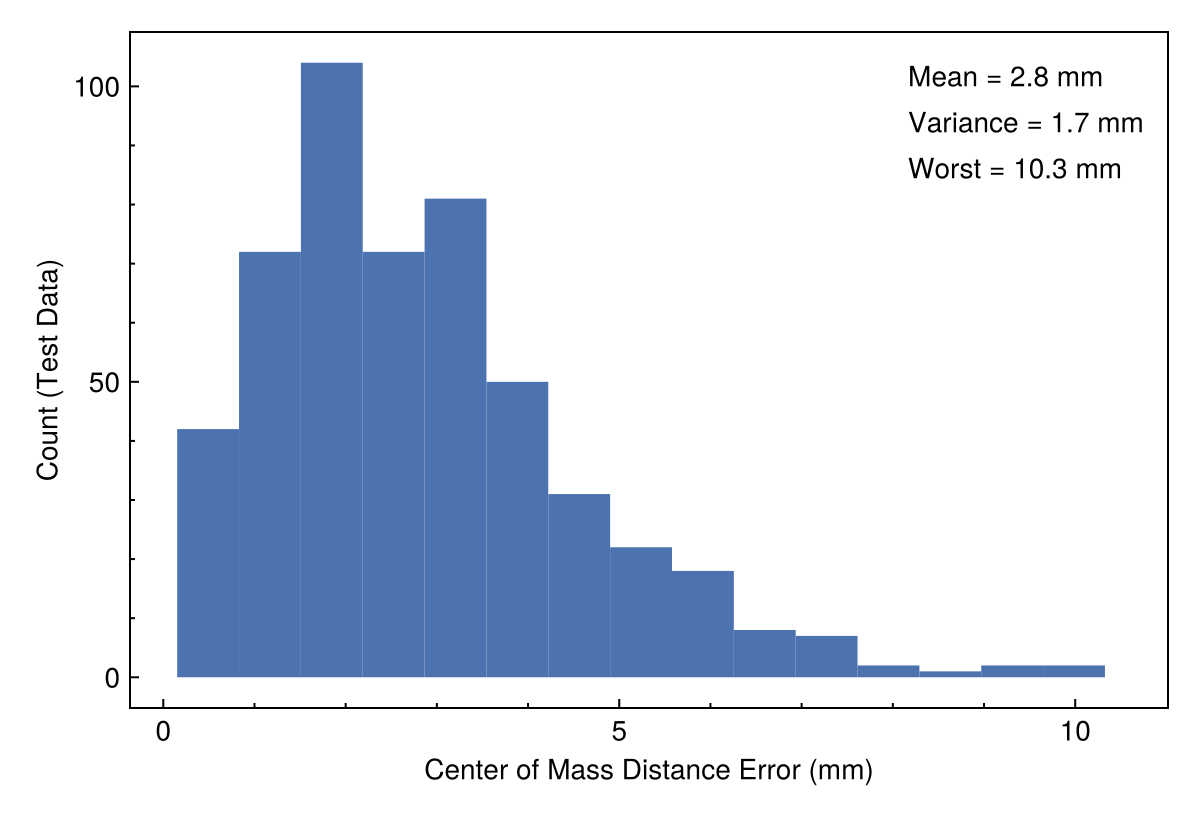 Mean = 2.8 mm
Variance = 1.7 mm
Worst = 10.3 mm
100
50
0
Count (Test Data)
0 5 10
Center of Mass Distance Error (mm)